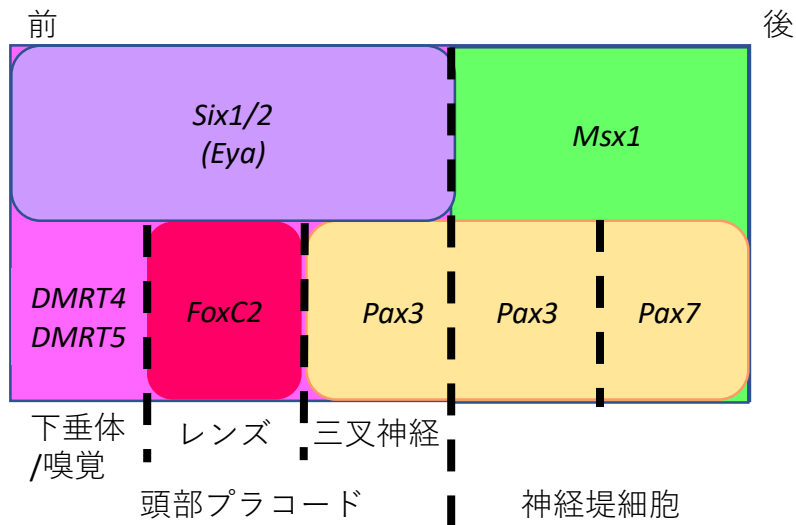 前
後
Six1/2
(Eya)
Msx1
DMRT4
DMRT5
FoxC2
Pax3
Pax3
Pax7
下垂体
/嗅覚
レンズ
三叉神経
頭部プラコード
神経堤細胞